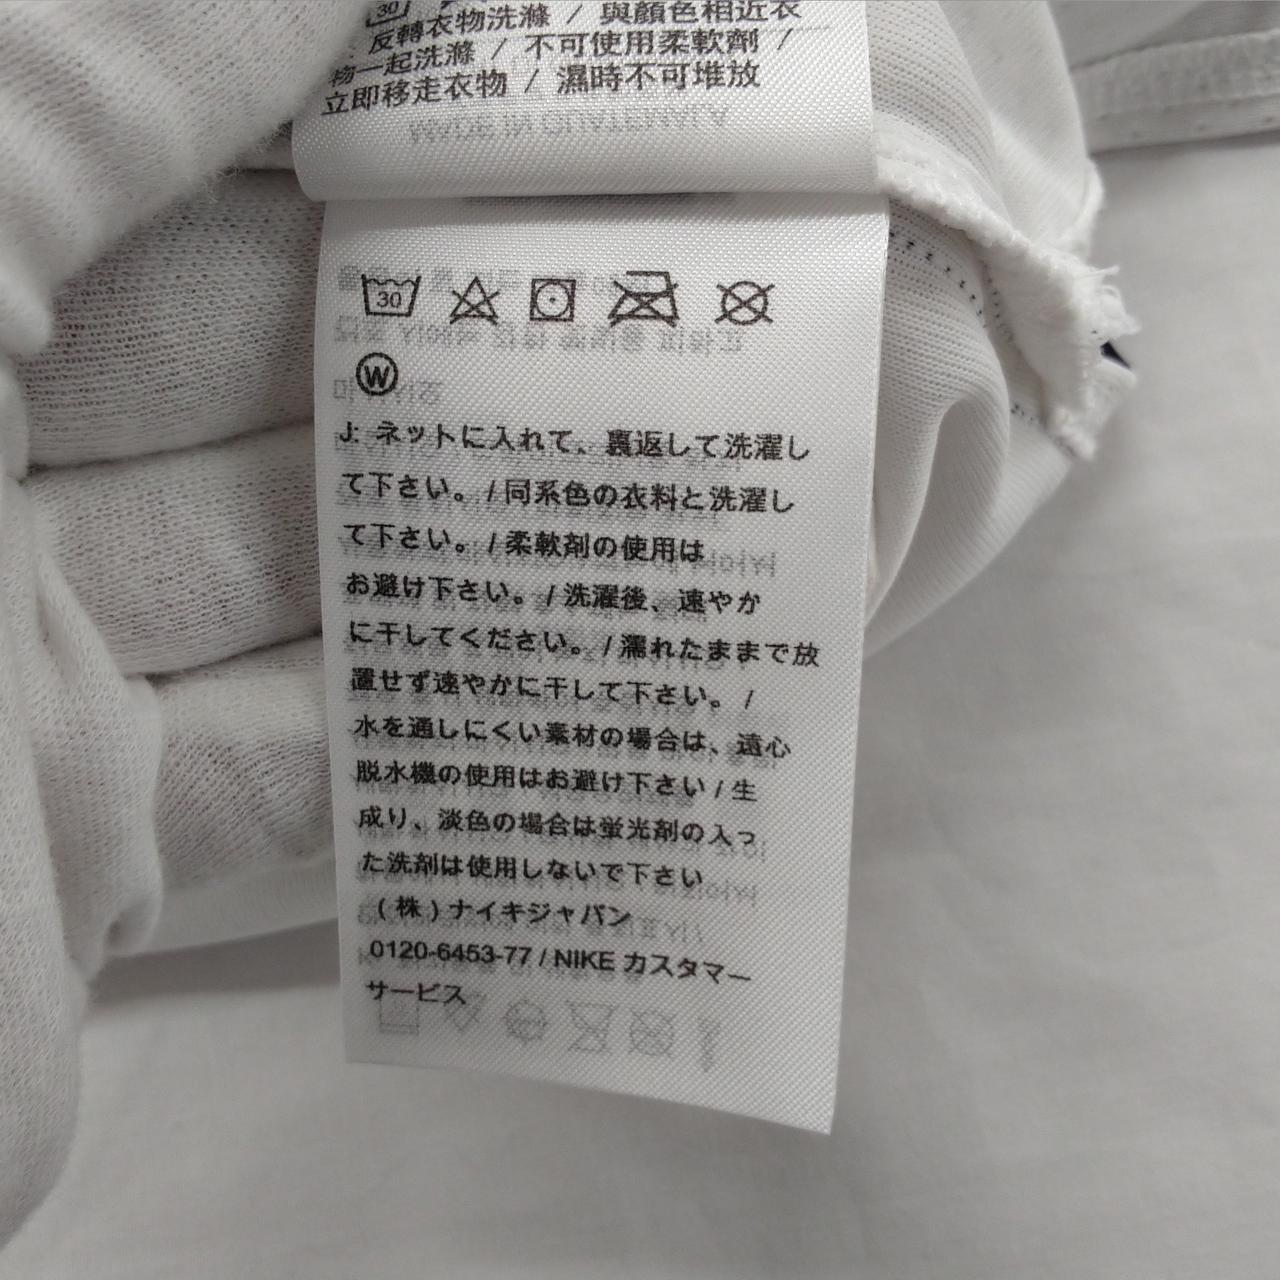 30
反轉衣物洗滌 / 與顏色相近衣
物一起洗滌 / 不可使用柔軟劑 /
立即移走衣物 / 濕時不可堆放
MADE IN GUATEMALA
30
W
J: ネットに入れて、裏返して洗濯し
て下さい。/ 同系色の衣料と洗濯し
て下さい。/ 柔軟剤の使用は
お避け下さい。/ 洗濯後、速やか
に干してください。/ 濡れたままで放
置せず速やかに干して下さい。/
水を通しにくい素材の場合は、遠心
脱水機の使用はお避け下さい / 生
成り、淡色の場合は蛍光剤の入っ
た洗剤は使用しないで下さい
(株) ナイキジャパン
0120-6453-77 / NIKE カスタマー
サービス